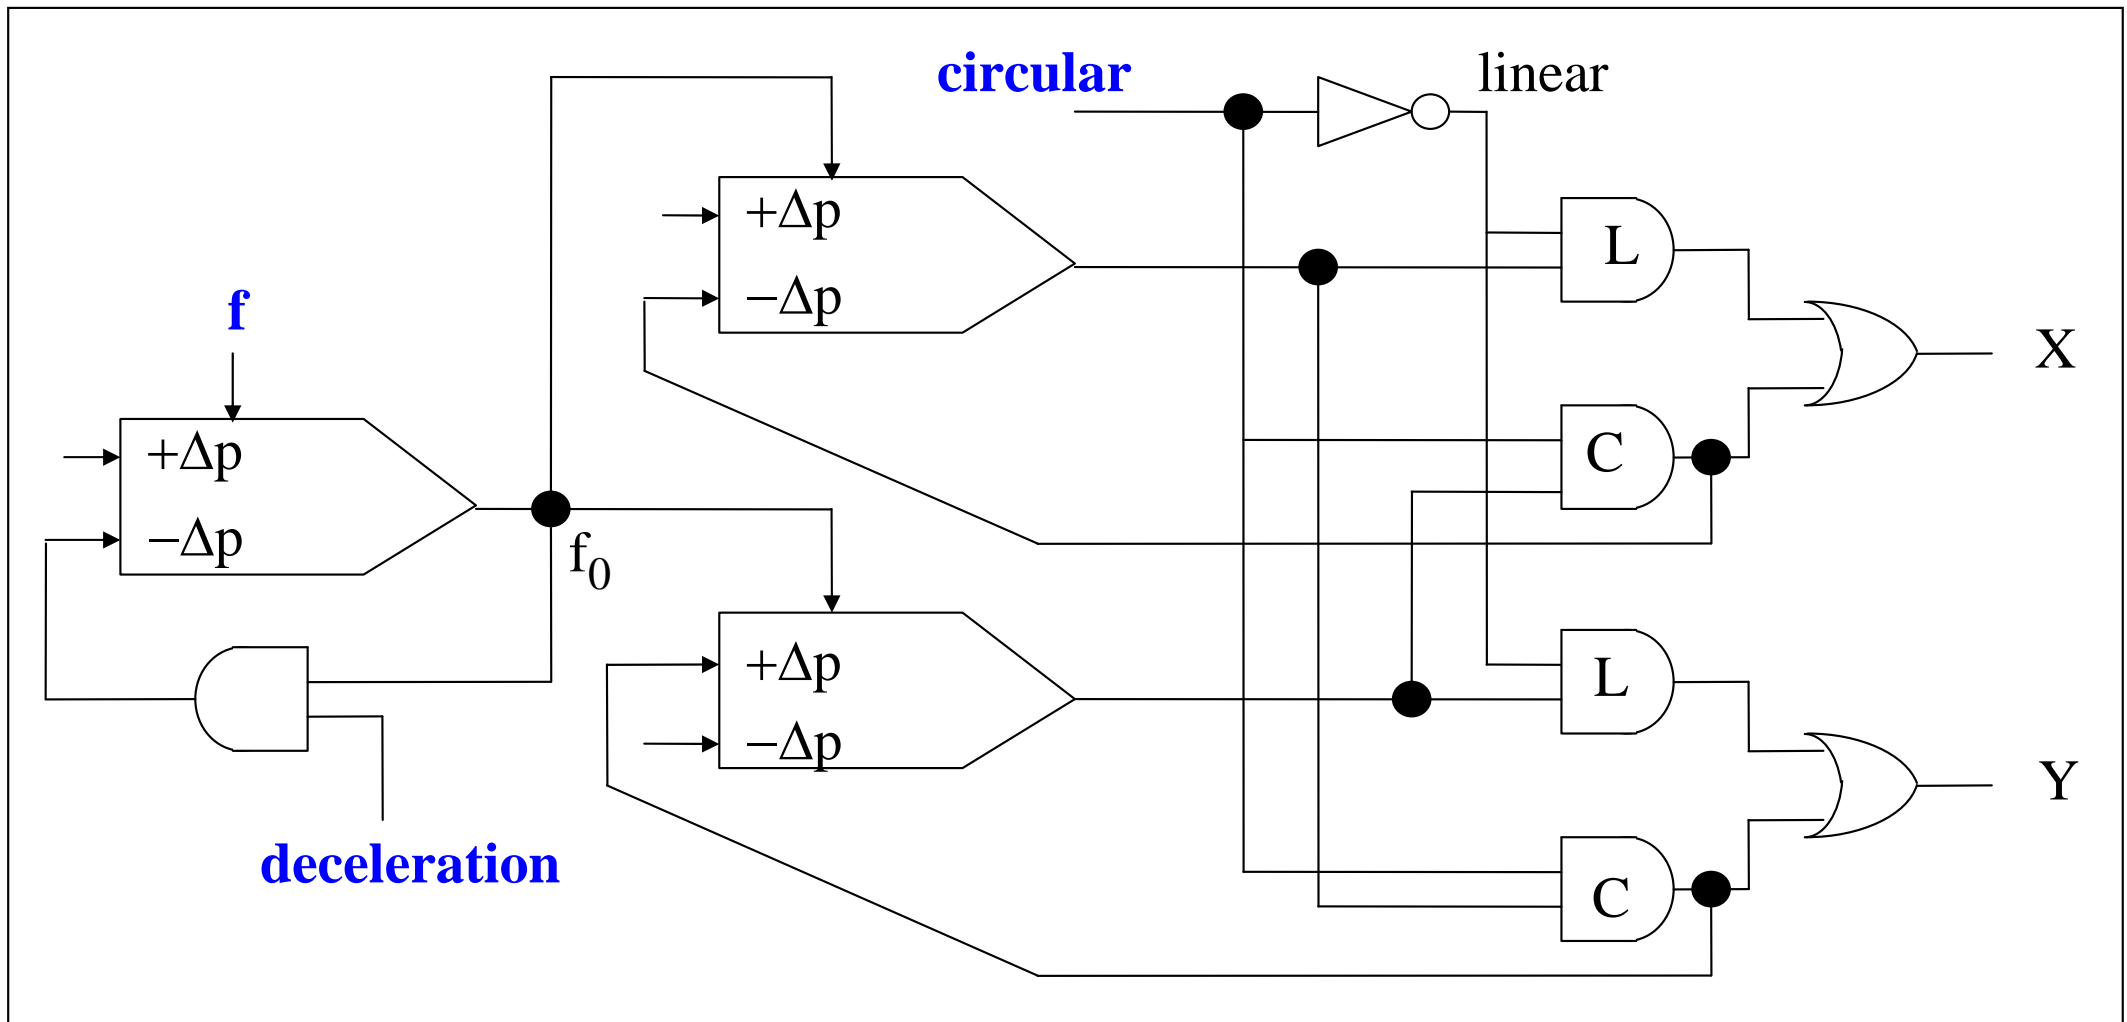 circular
linear
+Δp
−Δp
L
f
X
C
+Δp
−Δp
f₀
+Δp
−Δp
L
Y
deceleration
C